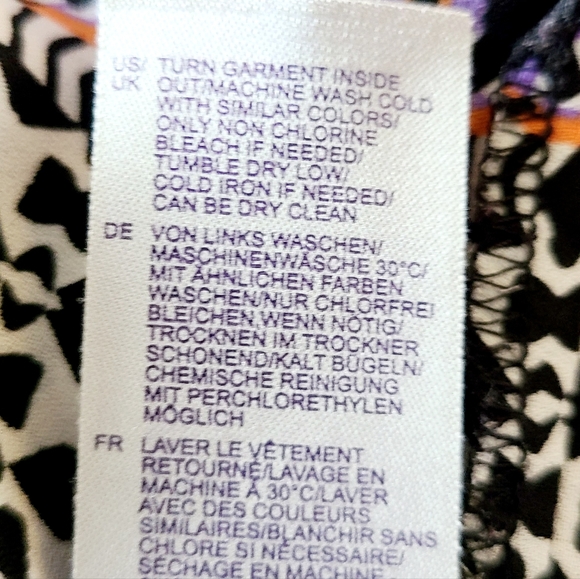 US/ TURN GARMENT INSIDE
UK OUT/MACHINE WASH COLD
WITH SIMILAR COLORS/
ONLY NON CHLORINE
BLEACH IF NEEDED/
TUMBLE DRY LOW/
COLD IRON IF NEEDED/
CAN BE DRY CLEAN
DE VON LINKS WASCHEN/
MASCHINENWÄSCHE 30°C/
MIT ÄHNLICHEN FARBEN
WASCHEN/NUR CHLORFREI
BLEICHEN,WENN NÖTIG/
TROCKNEN IM TROCKNER
SCHONEND/KALT BÜGELN/
CHEMISCHE REINIGUNG
MIT PERCHLORETHYLEN
MÖGLICH
FR LAVER LE VÊTEMENT
RETOURNÉ/LAVAGE EN
MACHINE À 30°C/LAVER
AVEC DES COULEURS
SIMILAIRES/BLANCHIR SANS
CHLORE SI NÉCESSAIRE/
SÉCHAGE EN MACHINE